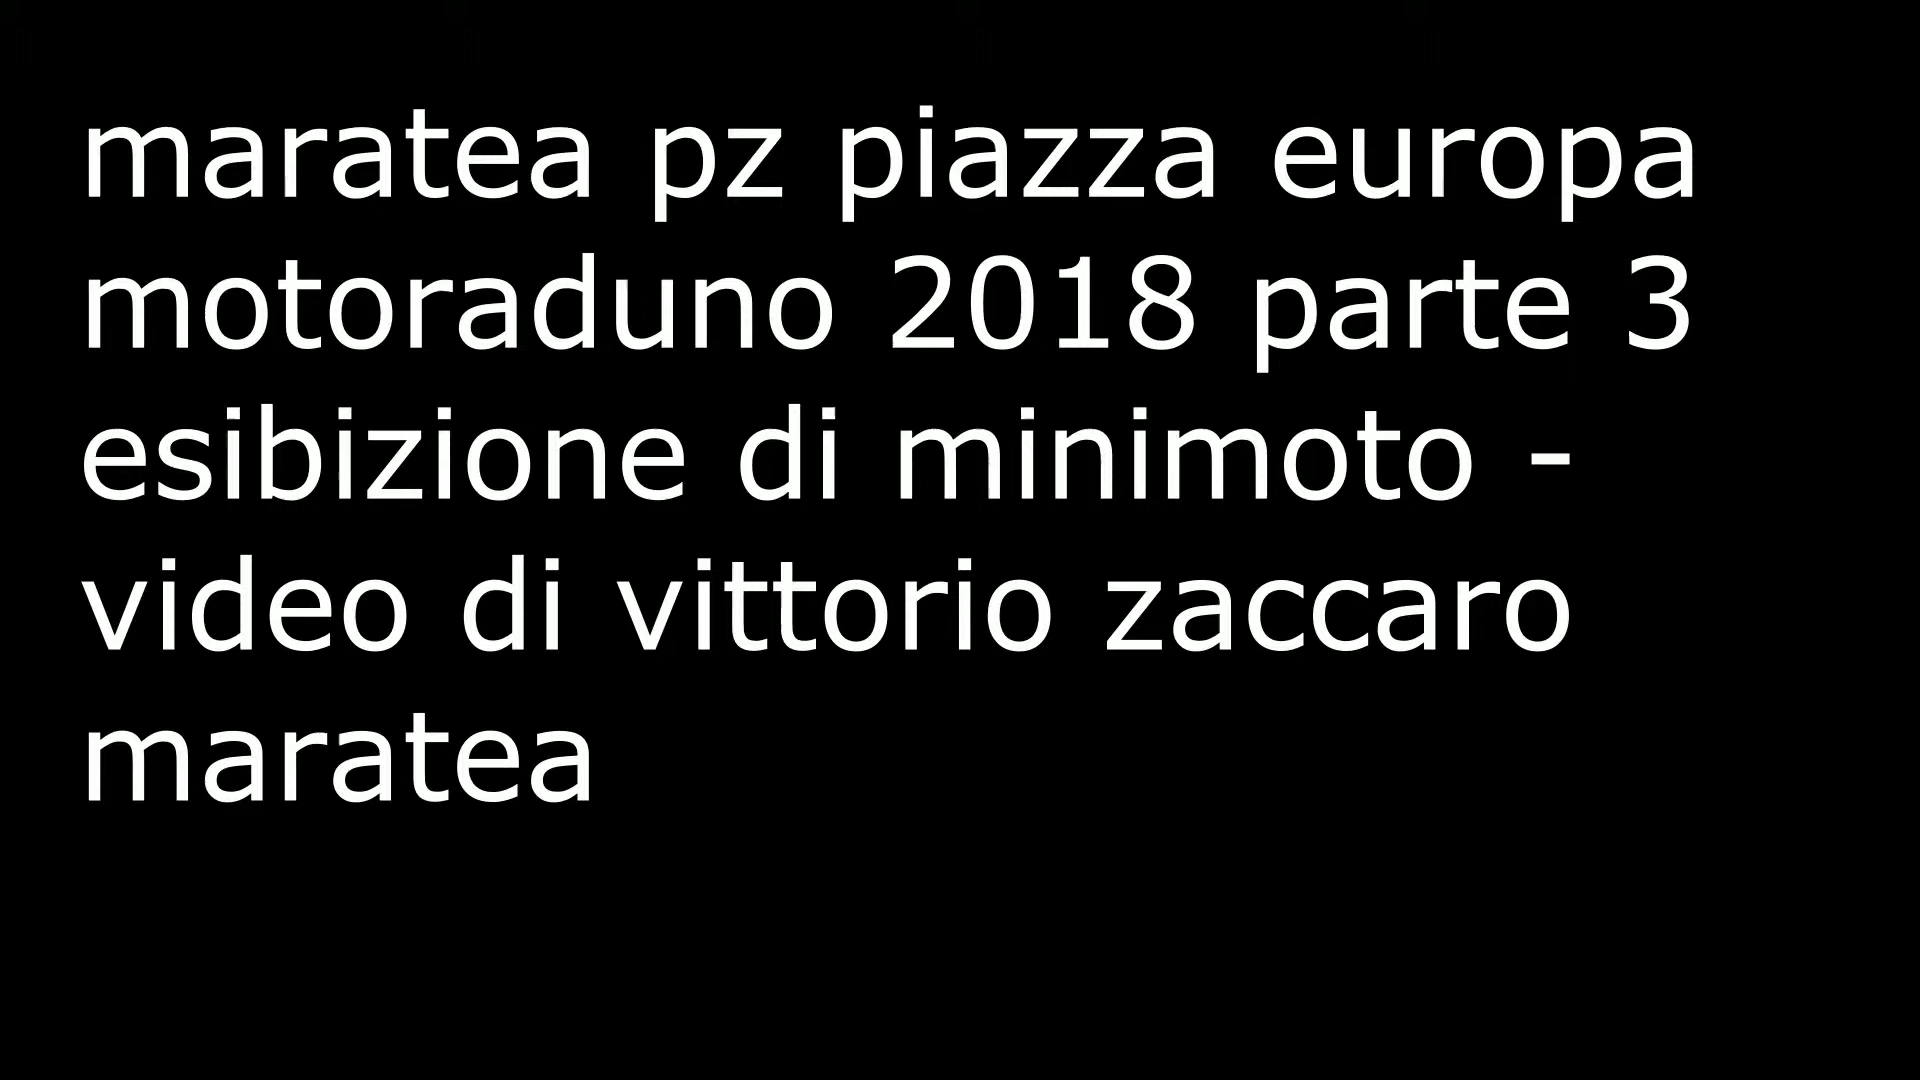 maratea pz piazza europa
motoraduno 2018 parte 3
esibizione di minimoto -
video di vittorio zaccaro
maratea